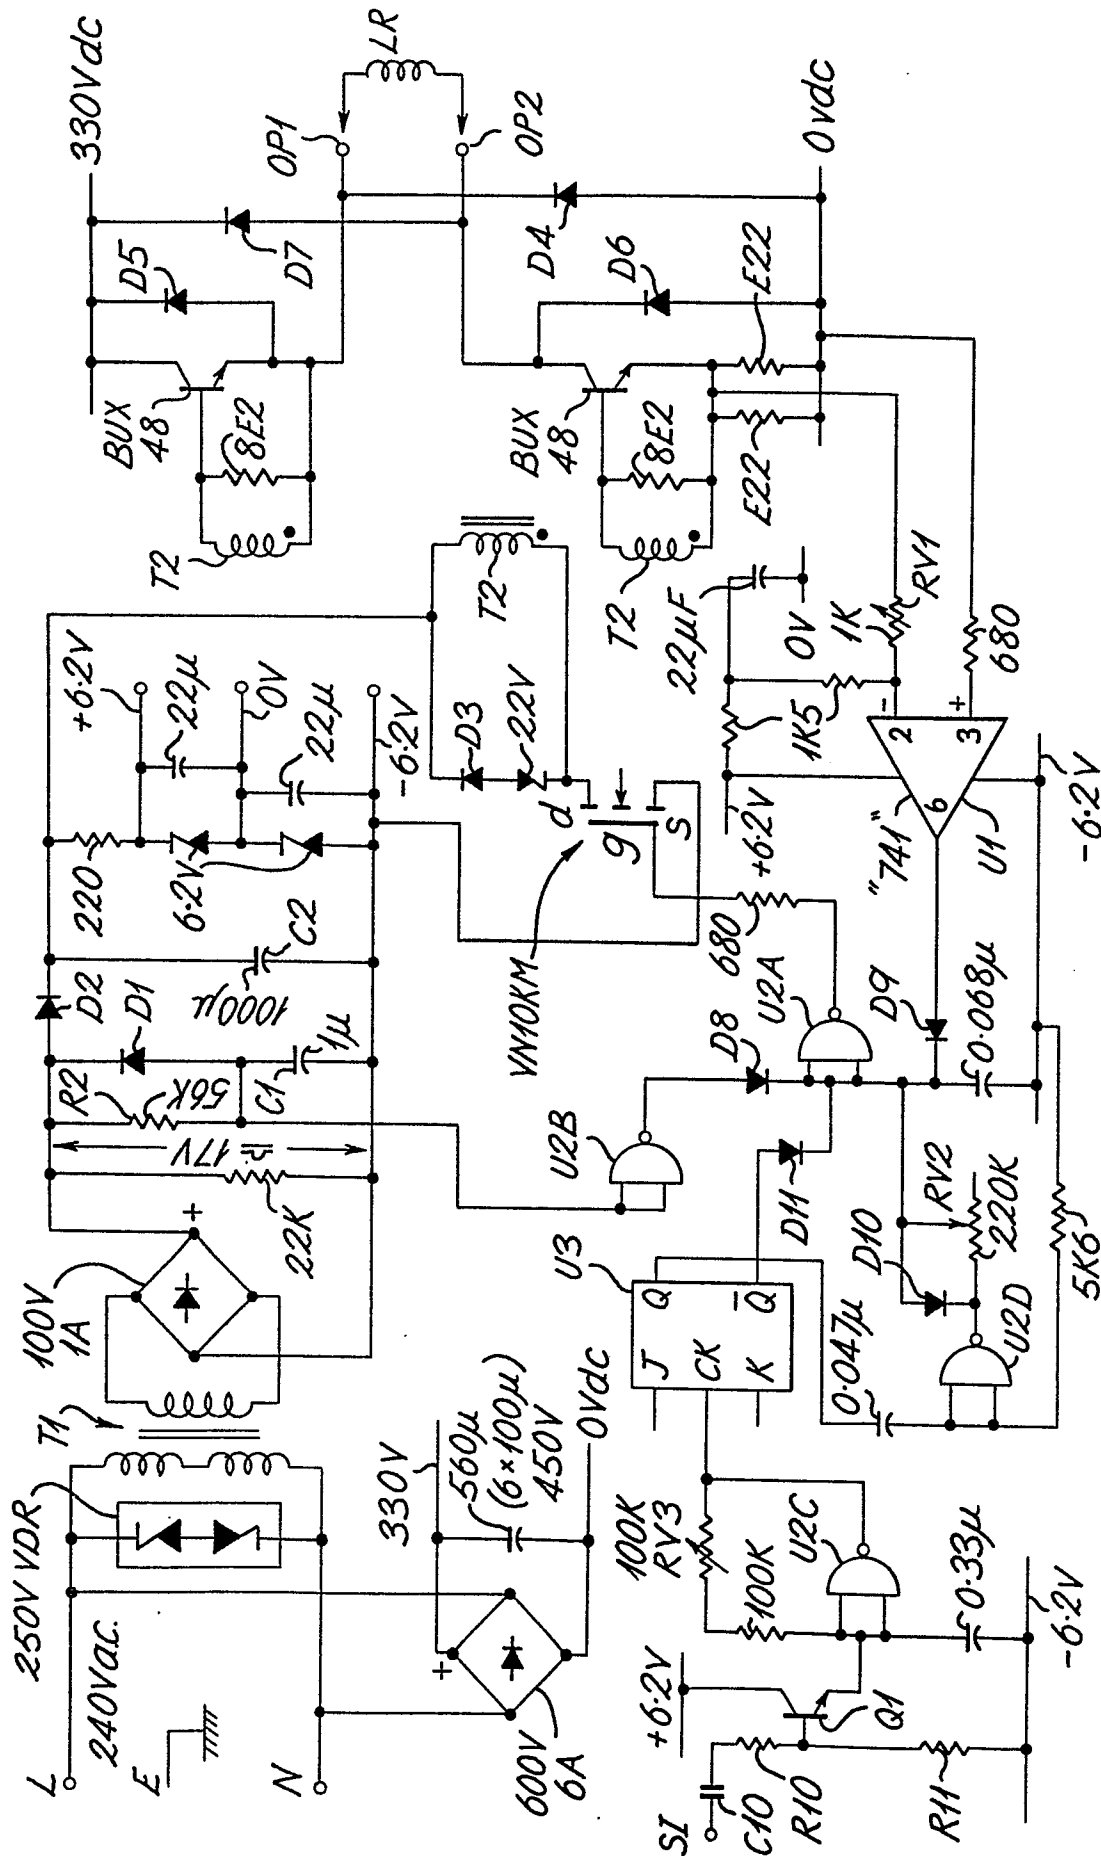 L
240Vac.
E
N
250V VDR
T1
100V
1A
+
22K
17V
R2
56K
C1
1µ
D1
D2
1000µ
C2
220
6·2V
+6·2V
22µ
0V
22µ
-6·2V
600V
6A
+
330V
560µ
(6×100µ)
450V
0Vdc
T2
8E2
BUX
48
D5
D7
330Vdc
OP1
LR
OP2
D4
D3
22V
T2
VN10KM
d
g
s
T2
8E2
BUX
48
D6
E22
E22
0vdc
22µF
0V
1K5
1K
RV1
680
+6·2V
2
-
3
+
6
"741"
U1
-6·2V
680
U2A
D8
U2B
D9
0·068µ
D11
U3
J
Q
CK
K
Q̅
D10
RV2
220K
U2D
5K6
0·047µ
100K
RV3
100K
U2C
0·33µ
-6·2V
+6·2V
Q1
SI
C10
R10
R11